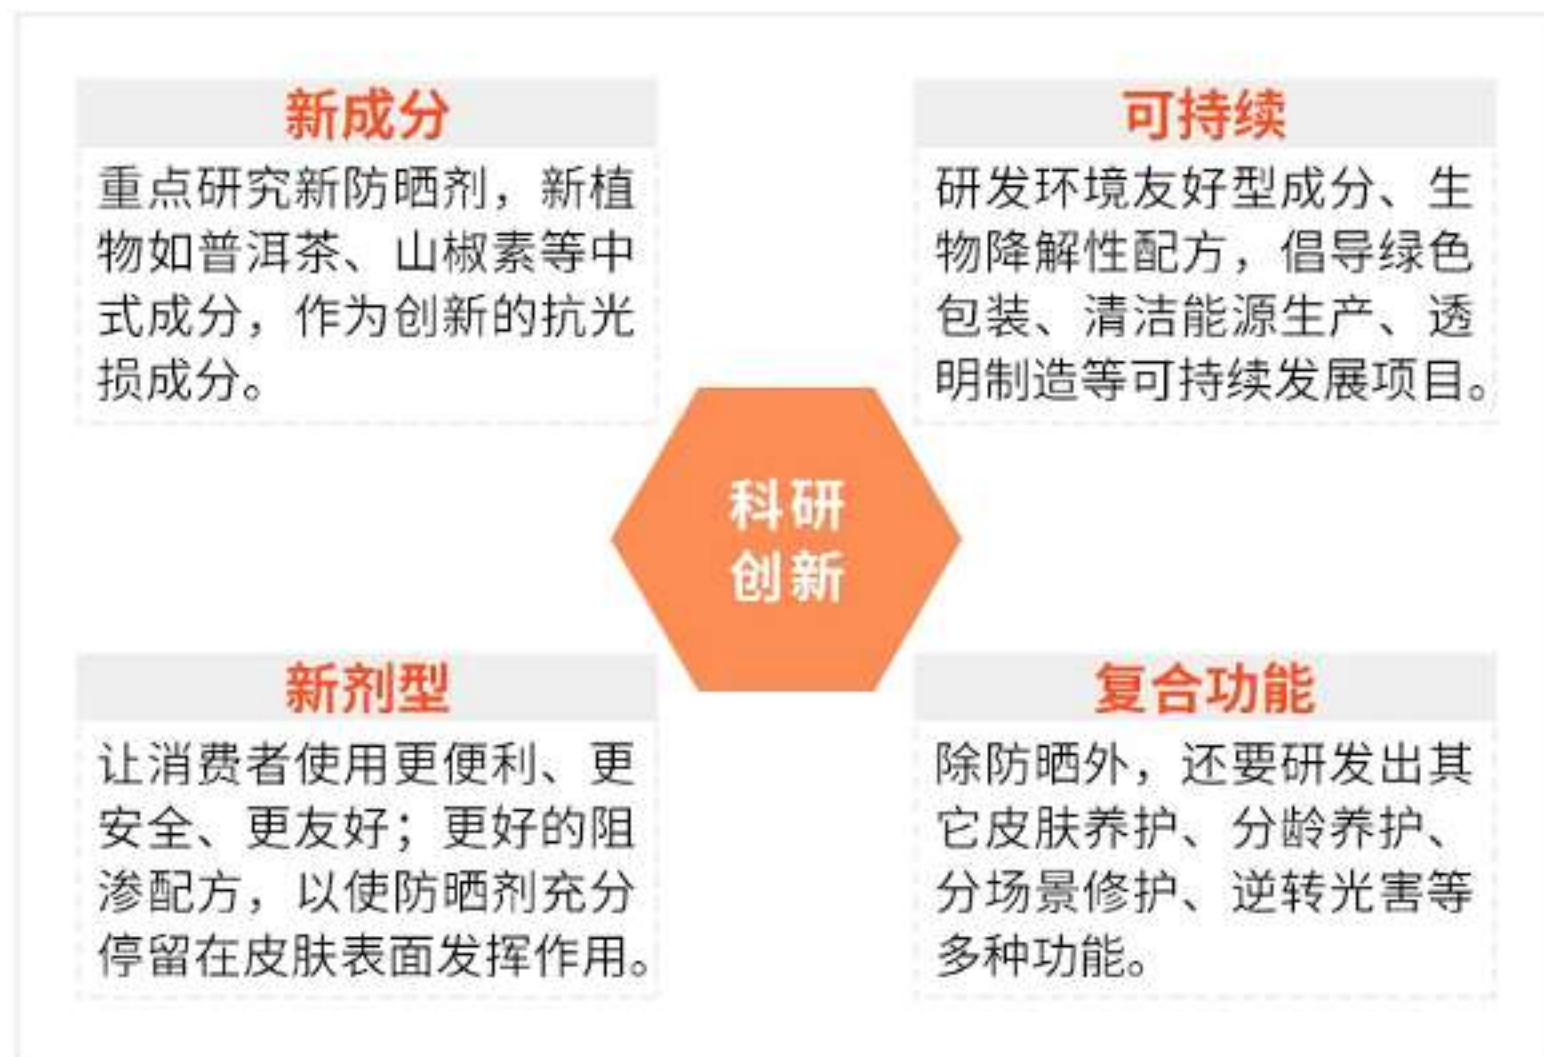 新成分
重点研究新防晒剂，新植
物如普洱茶、山椒素等中
式成分，作为创新的抗光
损成分。
可持续
研发环境友好型成分、生
物降解性配方，倡导绿色
包装、清洁能源生产、透
明制造等可持续发展项目。
科研
创新
新剂型
让消费者使用更便利、更
安全、更友好；更好的阻
渗配方，以使防晒剂充分
停留在皮肤表面发挥作用。
复合功能
除防晒外，还要研发出其
它皮肤养护、分龄养护、
分场景修护、逆转光害等
多种功能。